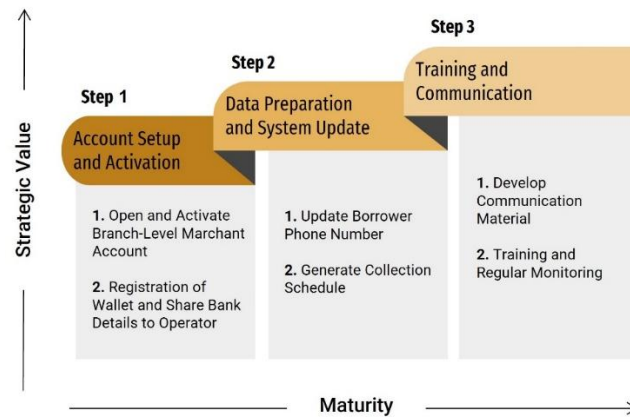 Strategic Value
Step 1
Account Setup
and Activation
1. Open and Activate
Branch-Level Marchant
Account
2. Registration of
Wallet and Share Bank
Details to Operator
Step 2
Data Preparation
and System Update
1. Update Borrower
Phone Number
2. Generate Collection
Schedule
Step 3
Training and
Communication
1. Develop
Communication
Material
2. Training and
Regular Monitoring
Maturity